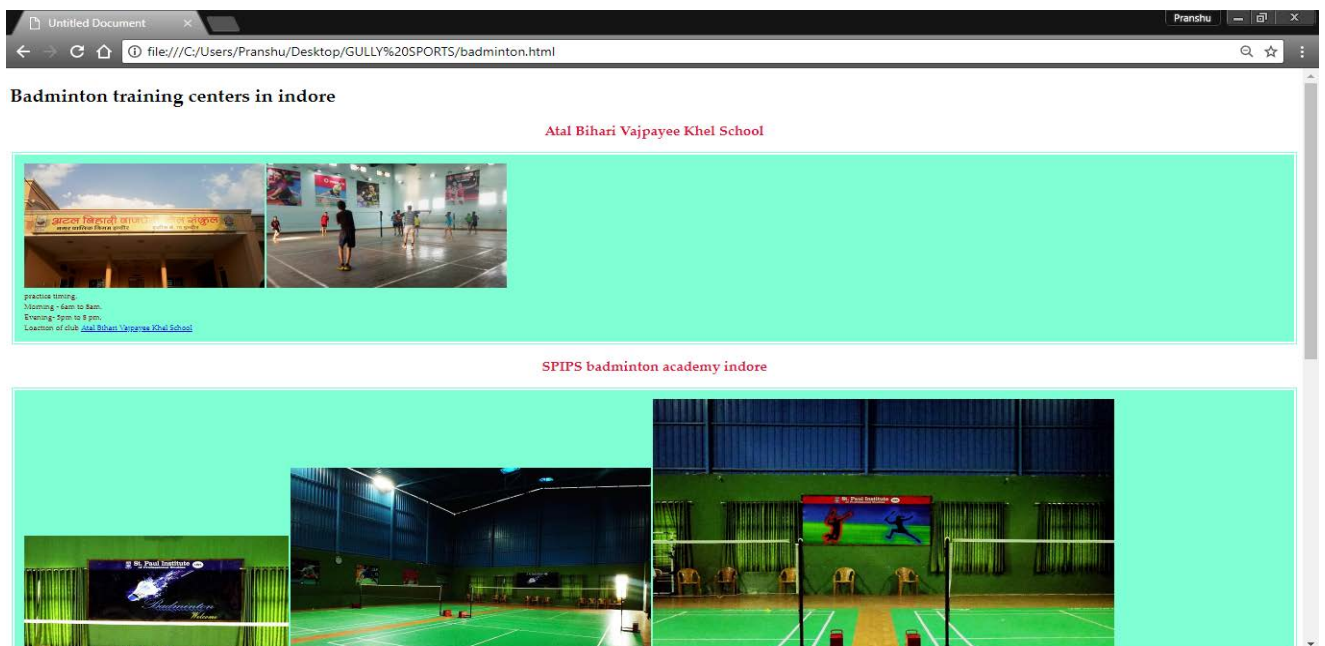 Untitled Document
Pranshu
file:///C:/Users/Pranshu/Desktop/GULLY%20SPORTS/badminton.html
Badminton training centers in indore
Atal Bihari Vajpayee Khel School
अटल बिहारी
practice timing.
Morning - 6am to 8am.
Evening- 5pm to 8 pm.
Loaction of club Atal Bihari Vajpayee Khel School
SPIPS badminton academy indore
St. Paul Institute
Badminton
Welcome
St. Paul Institute